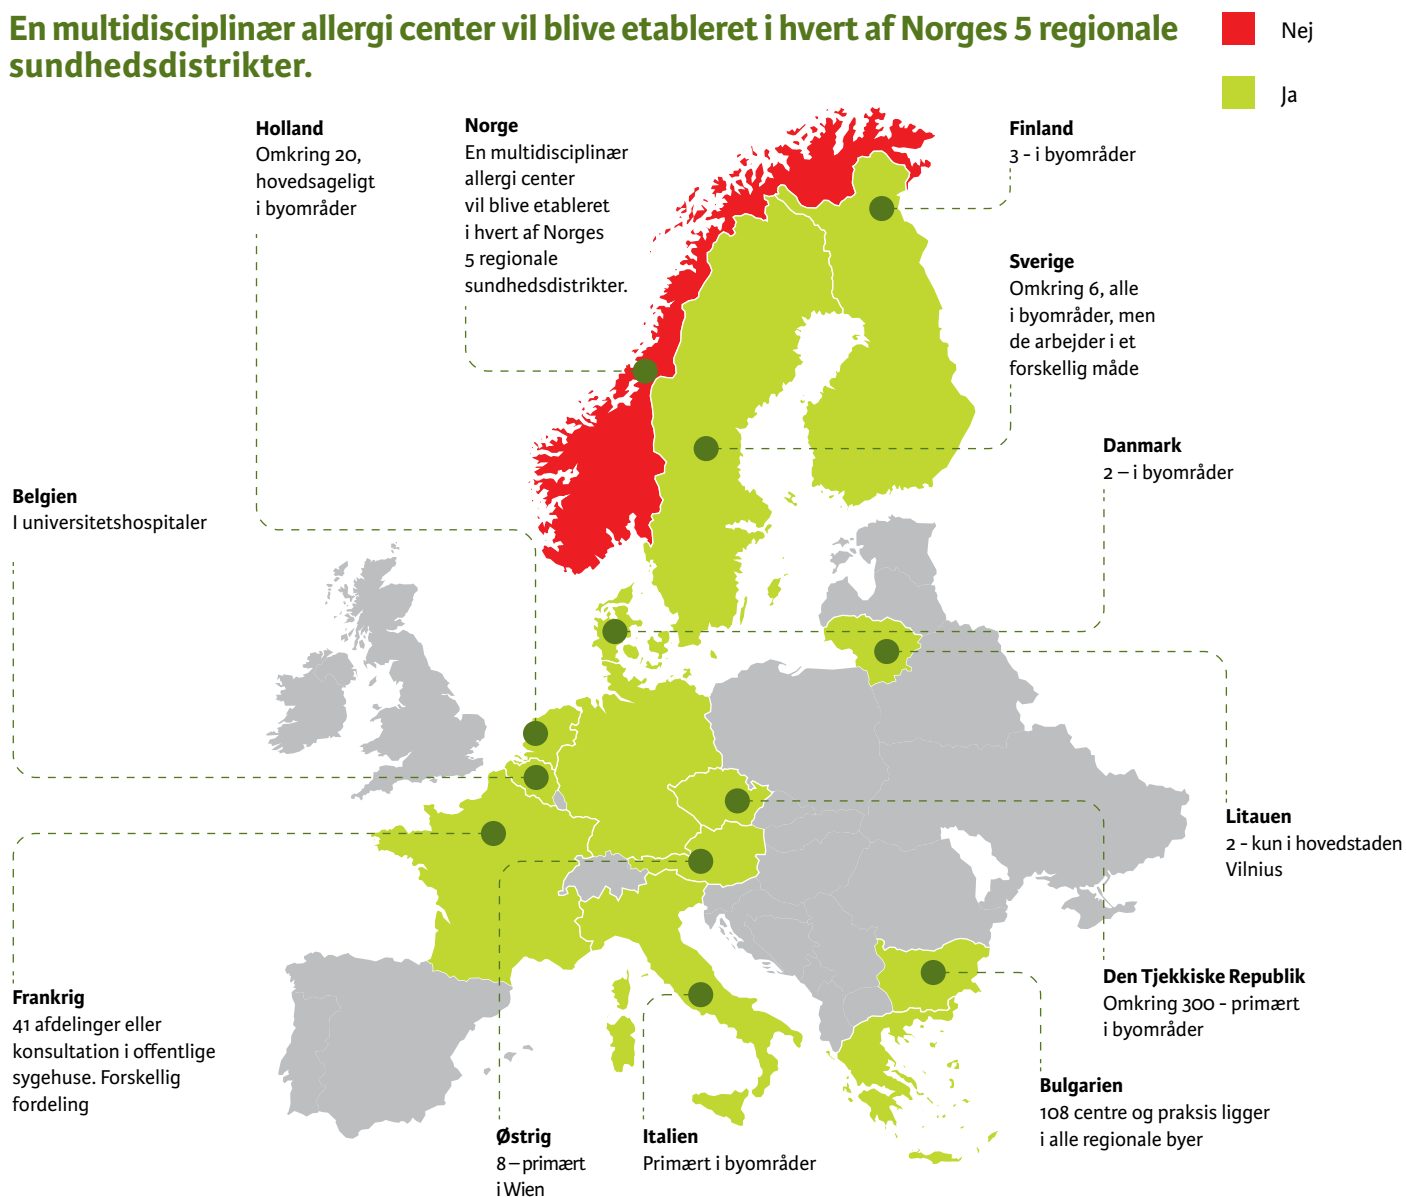 En multidisciplinær allergi center vil blive etableret i hvert af Norges 5 regionale
sundhedsdistrikter.
Nej
Ja
Holland
Omkring 20,
hovedsageligt
i byområder
Norge
En multidisciplinær
allergi center
vil blive etableret
i hvert af Norges
5 regionale
sundhedsdistrikter.
Finland
3 - i byområder
Sverige
Omkring 6, alle
i byområder, men
de arbejder i et
forskellig måde
Danmark
2 – i byområder
Belgien
I universitetshospitaler
Litauen
2 - kun i hovedstaden
Vilnius
Den Tjekkiske Republik
Omkring 300 - primært
i byområder
Frankrig
41 afdelinger eller
konsultation i offentlige
sygehuse. Forskellig
fordeling
Bulgarien
108 centre og praksis ligger
i alle regionale byer
Østrig
8 – primært
i Wien
Italien
Primært i byområder